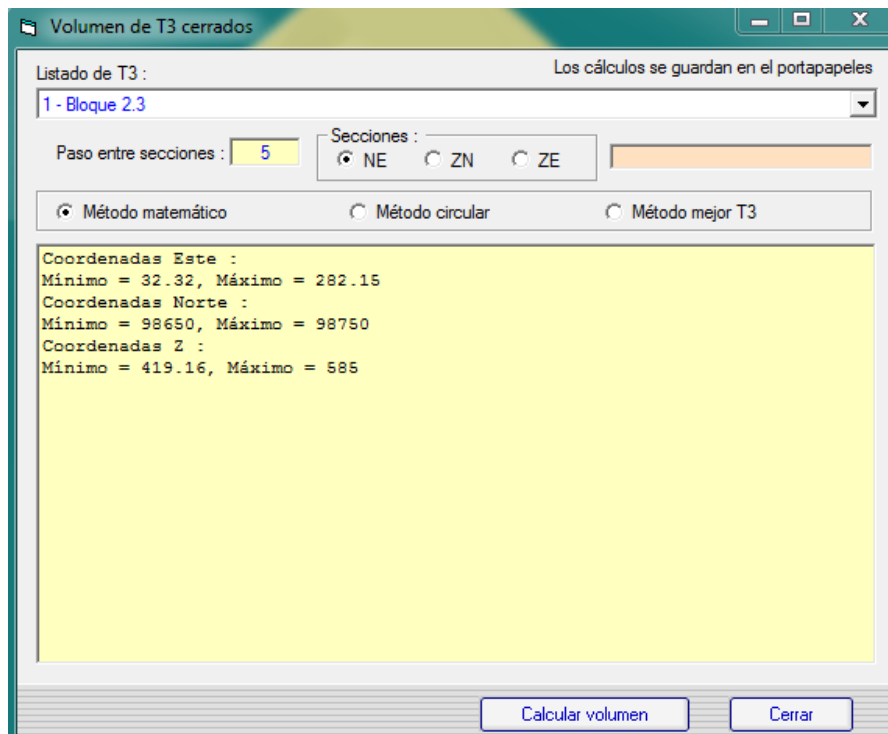 Volumen de T3 cerrados
Listado de T3 :
Los cálculos se guardan en el portapapeles
1 - Bloque 2.3
Paso entre secciones : 5
Secciones :
NE ZN ZE
Método matemático Método circular Método mejor T3
Coordenadas Este :
Mínimo = 32.32, Máximo = 282.15
Coordenadas Norte :
Mínimo = 98650, Máximo = 98750
Coordenadas Z :
Mínimo = 419.16, Máximo = 585
Calcular volumen Cerrar